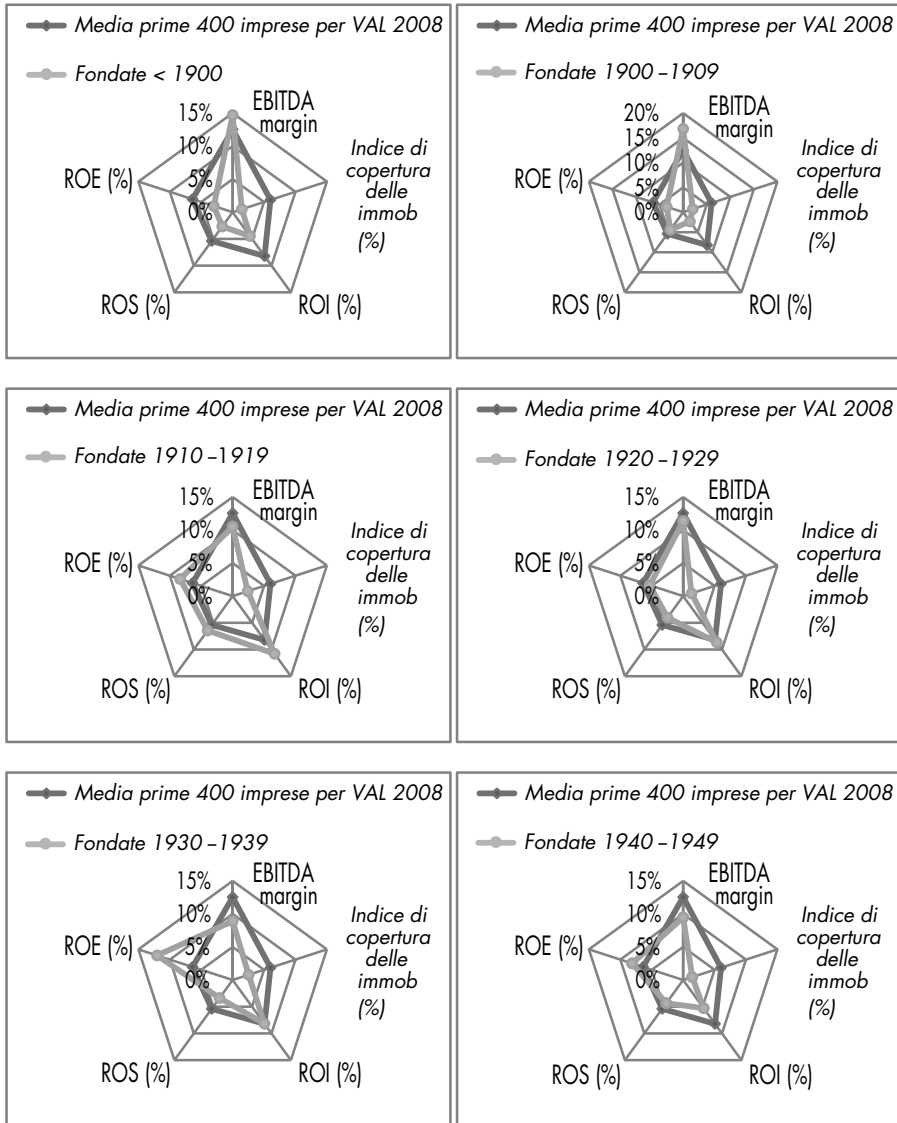 Media prime 400 imprese per VAL 2008
Fondate < 1900
15%
10%
5%
0%
EBITDA
margin
Indice di
copertura
delle
immob
(%)
ROI (%)
ROS (%)
ROE (%)
Media prime 400 imprese per VAL 2008
Fondate 1900 –1909
20%
15%
10%
5%
0%
EBITDA
margin
Indice di
copertura
delle
immob
(%)
ROI (%)
ROS (%)
ROE (%)
Media prime 400 imprese per VAL 2008
Fondate 1910 –1919
15%
10%
5%
0%
EBITDA
margin
Indice di
copertura
delle
immob
(%)
ROI (%)
ROS (%)
ROE (%)
Media prime 400 imprese per VAL 2008
Fondate 1920 –1929
15%
10%
5%
0%
EBITDA
margin
Indice di
copertura
delle
immob
(%)
ROI (%)
ROS (%)
ROE (%)
Media prime 400 imprese per VAL 2008
Fondate 1930 –1939
15%
10%
5%
0%
EBITDA
margin
Indice di
copertura
delle
immob
(%)
ROI (%)
ROS (%)
ROE (%)
Media prime 400 imprese per VAL 2008
Fondate 1940 –1949
15%
10%
5%
0%
EBITDA
margin
Indice di
copertura
delle
immob
(%)
ROI (%)
ROS (%)
ROE (%)